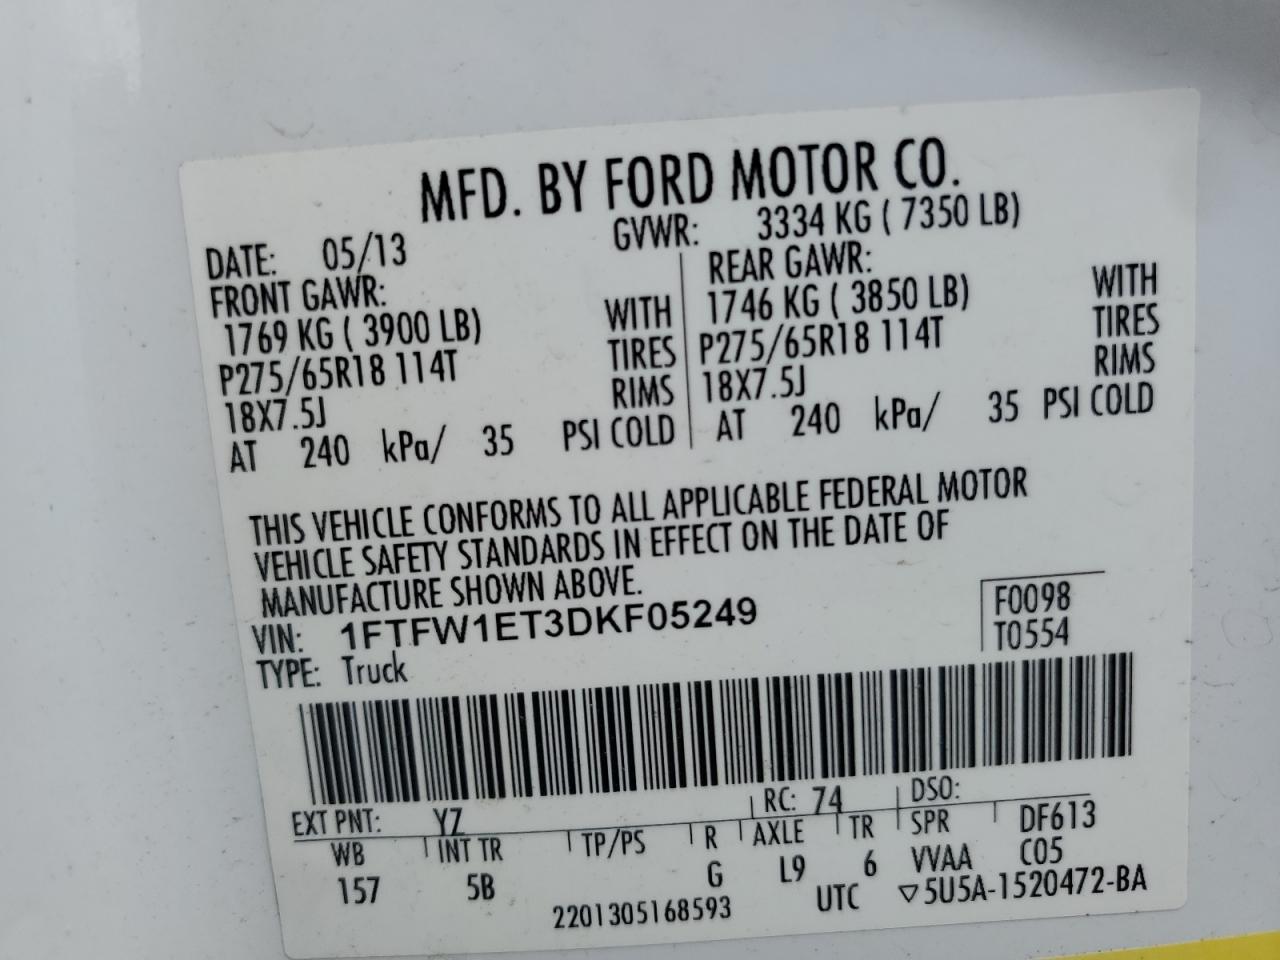 MFD. BY FORD MOTOR CO.
DATE: 05/13 GVWR: 3334 KG ( 7350 LB)
FRONT GAWR: REAR GAWR:
1769 KG ( 3900 LB) WITH 1746 KG ( 3850 LB) WITH
P275/65R18 114T TIRES P275/65R18 114T TIRES
18X7.5J RIMS 18X7.5J RIMS
AT 240 kPa/ 35 PSI COLD AT 240 kPa/ 35 PSI COLD
THIS VEHICLE CONFORMS TO ALL APPLICABLE FEDERAL MOTOR
VEHICLE SAFETY STANDARDS IN EFFECT ON THE DATE OF
MANUFACTURE SHOWN ABOVE.
VIN: 1FTFW1ET3DKF05249 F0098
TYPE: Truck T0554
EXT PNT: YZ RC: 74 DSO:
WB INT TR TP/PS R AXLE TR SPR DF613
157 5B G L9 6 VVAA C05
2201305168593 UTC ▽5U5A-1520472-BA